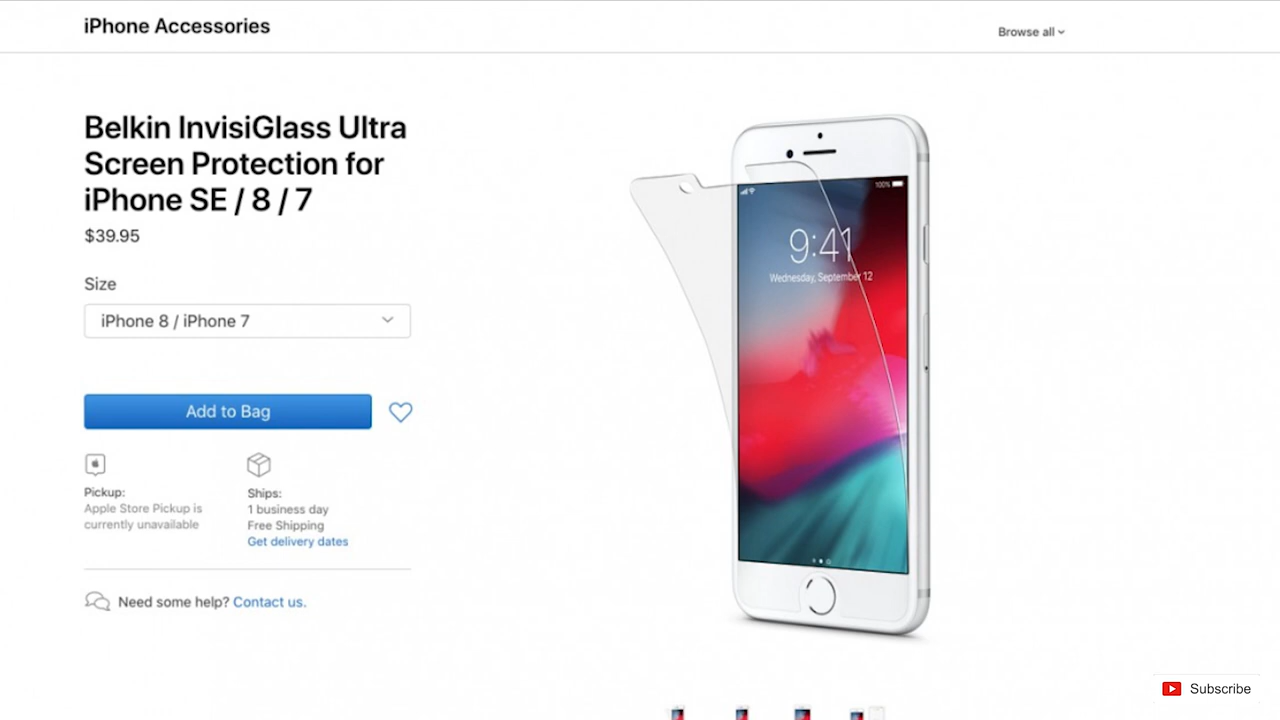 iPhone Accessories
Browse all
Belkin InvisiGlass Ultra
Screen Protection for
iPhone SE / 8 / 7
$39.95
Size
iPhone 8 / iPhone 7
Add to Bag
Pickup:
Apple Store Pickup is
currently unavailable
Ships:
1 business day
Free Shipping
Get delivery dates
Need some help? Contact us.
100%
9:41
Wednesday, September 12
Subscribe